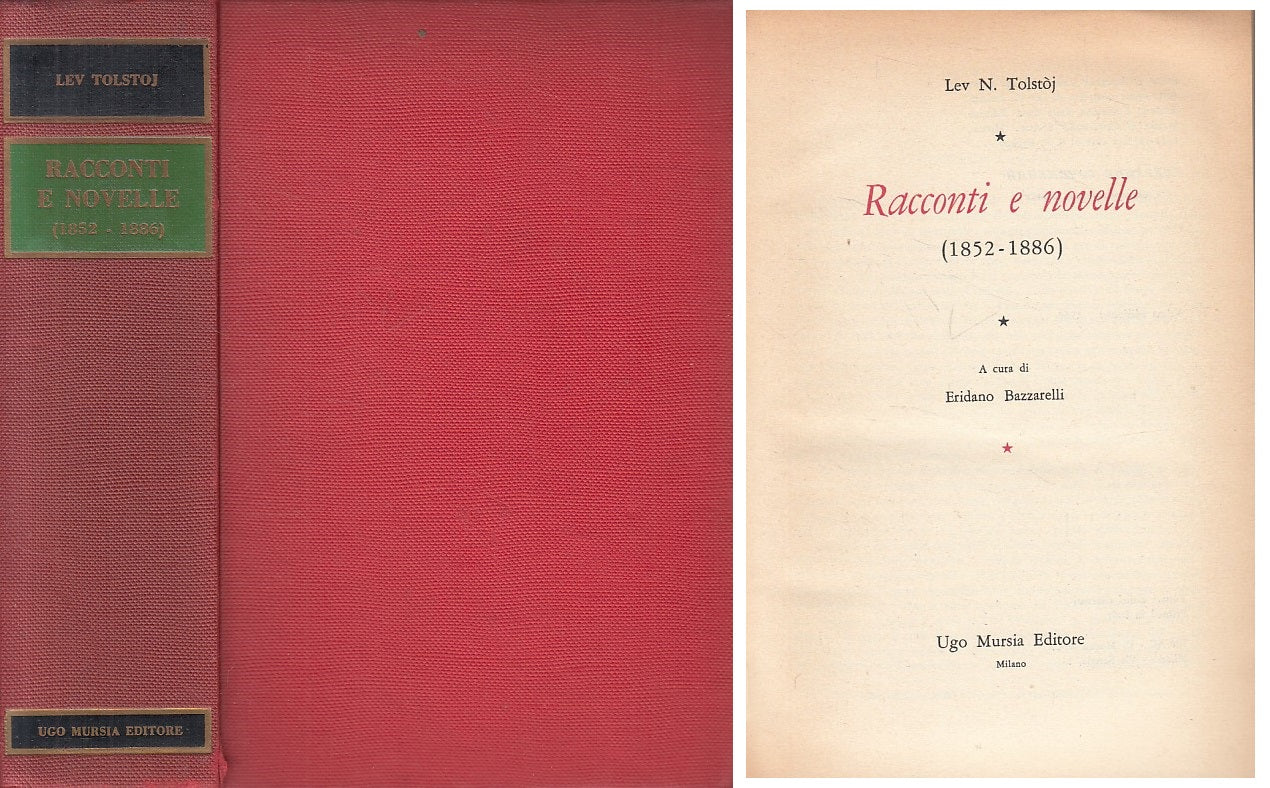 LEV TOLSTOJ
RACCONTI
E NOVELLE
(1852 - 1886)
UGO MURSIA EDITORE
Lev N. Tolstòj
★
Racconti e novelle
(1852-1886)
★
A cura di
Eridano Bazzarelli
★
Ugo Mursia Editore
Milano